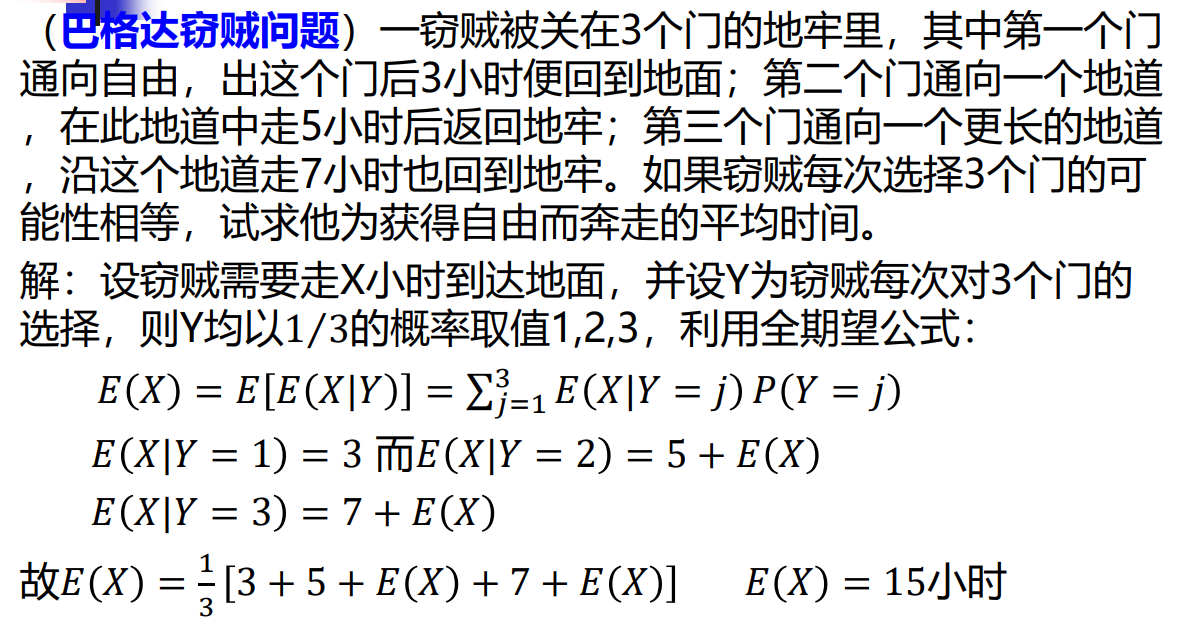 （巴格达窃贼问题）一窃贼被关在3个门的地牢里，其中第一个门
通向自由，出这个门后3小时便回到地面；第二个门通向一个地道
，在此地道中走5小时后返回地牢；第三个门通向一个更长的地道
，沿这个地道走7小时也回到地牢。如果窃贼每次选择3个门的可
能性相等，试求他为获得自由而奔走的平均时间。
解：设窃贼需要走X小时到达地面，并设Y为窃贼每次对3个门的
选择，则Y均以1/3的概率取值1,2,3，利用全期望公式：
E(X) = E[E(X|Y)] = ∑_{j=1}^{3} E(X|Y = j) P(Y = j)
E(X|Y = 1) = 3 而E(X|Y = 2) = 5 + E(X)
E(X|Y = 3) = 7 + E(X)
故E(X) = 1/3 [3 + 5 + E(X) + 7 + E(X)] E(X) = 15小时